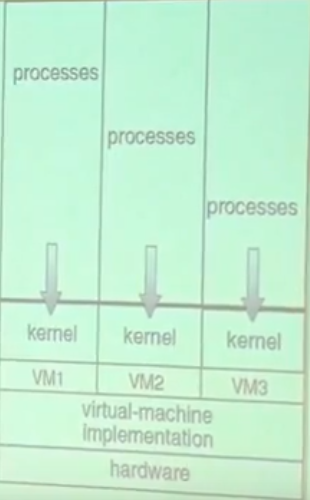 processes
processes
processes
kernel kernel kernel
VM1 VM2 VM3
virtual-machine
implementation
hardware